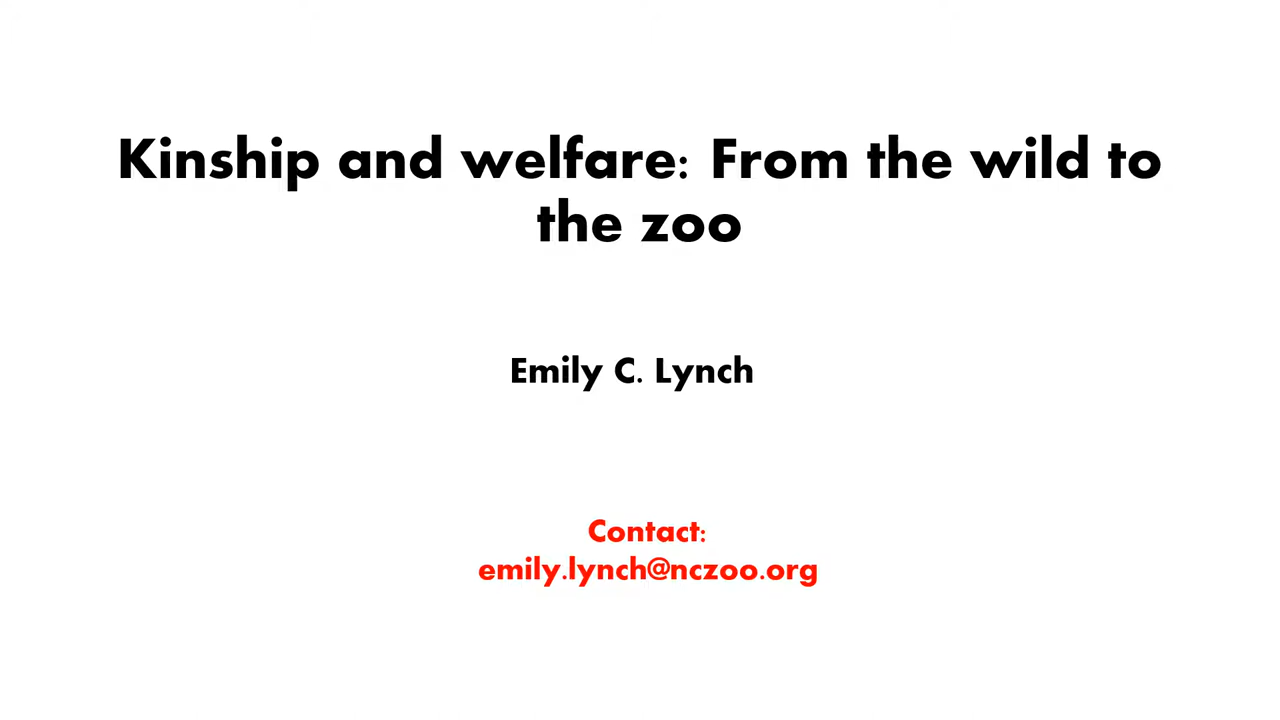 Kinship and welfare: From the wild to
the zoo
Emily C. Lynch
Contact:
emily.lynch@nczoo.org